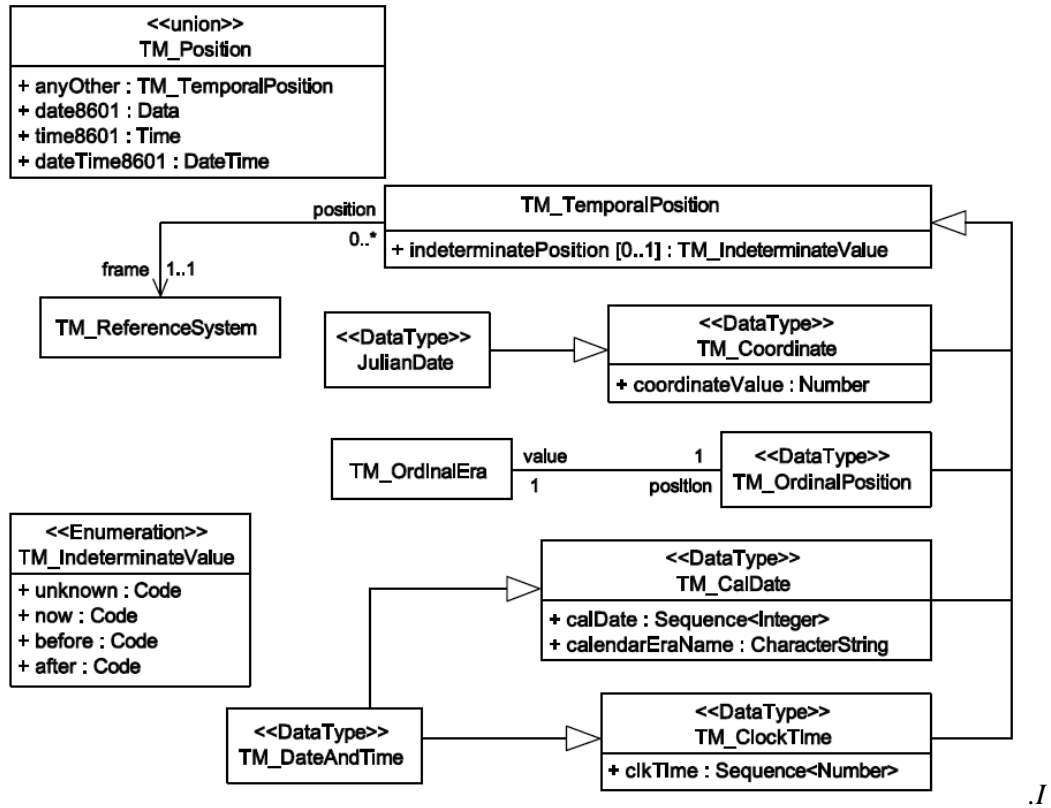 <<union>>
TM_Position
+ anyOther : TM_TemporalPosition
+ date8601 : Data
+ time8601 : Time
+ dateTime8601 : DateTime
position
0..*
TM_TemporalPosition
+ indeterminatePosition [0..1] : TM_IndeterminateValue
frame 1..1
TM_ReferenceSystem
<<DataType>>
JulianDate
<<DataType>>
TM_Coordinate
+ coordinateValue : Number
TM_OrdinalEra
value
1
1
position
<<DataType>>
TM_OrdinalPosition
<<Enumeration>>
TM_IndeterminateValue
+ unknown : Code
+ now : Code
+ before : Code
+ after : Code
<<DataType>>
TM_CalDate
+ calDate : Sequence<Integer>
+ calendarEraName : CharacterString
<<DataType>>
TM_DateAndTime
<<DataType>>
TM_ClockTime
+ clkTime : Sequence<Number>
.I